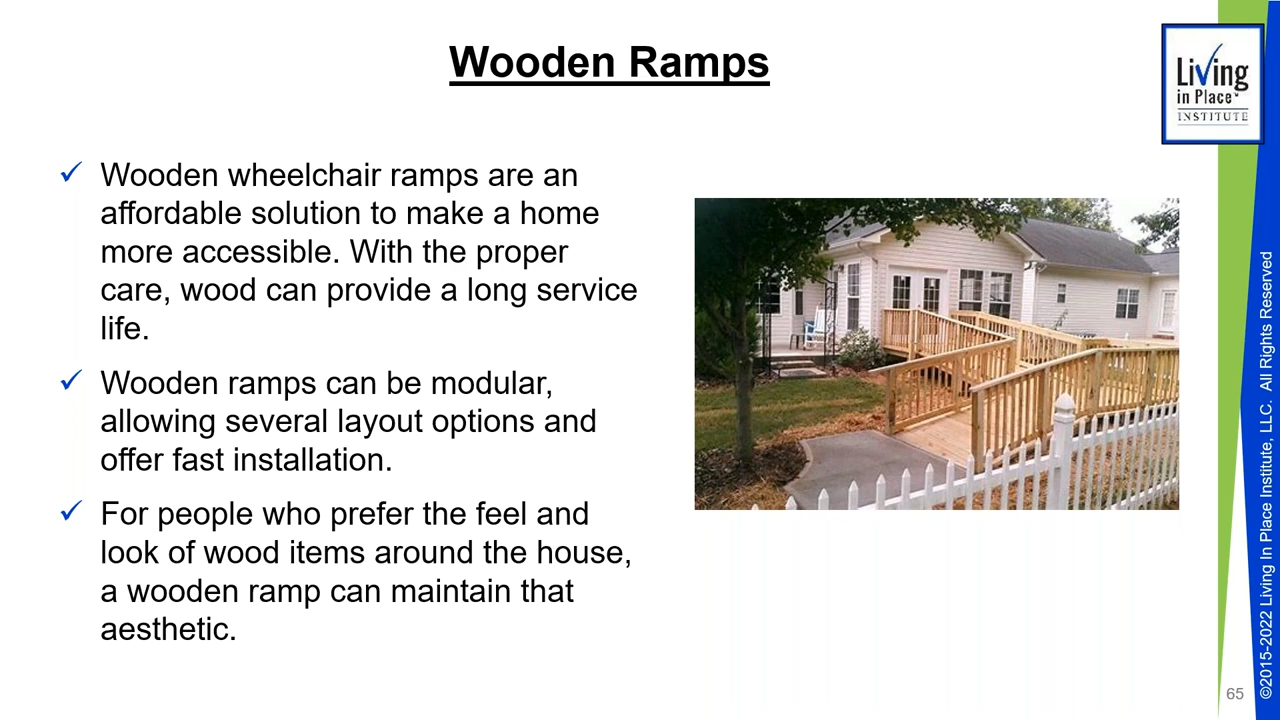 Wooden Ramps
Living
in Place
INSTITUTE
✓ Wooden wheelchair ramps are an
affordable solution to make a home
more accessible. With the proper
care, wood can provide a long service
life.
✓ Wooden ramps can be modular,
allowing several layout options and
offer fast installation.
✓ For people who prefer the feel and
look of wood items around the house,
a wooden ramp can maintain that
aesthetic.
©2015-2022 Living In Place Institute, LLC. All Rights Reserved
65